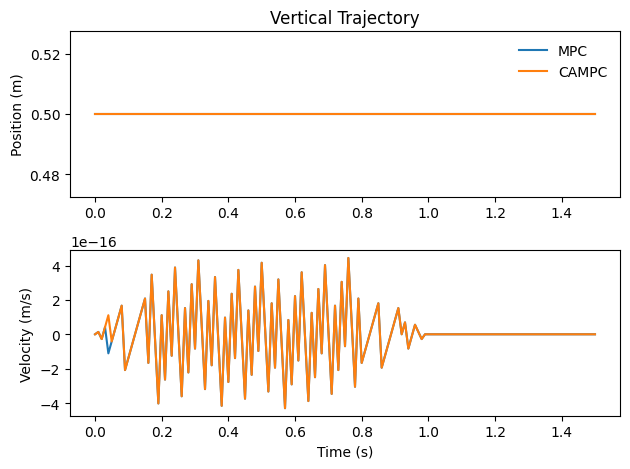 Vertical Trajectory
Position (m)
0.52
0.50
0.48
MPC
CAMPC
0.0 0.2 0.4 0.6 0.8 1.0 1.2 1.4
1e−16
Velocity (m/s)
4
2
0
−2
−4
0.0 0.2 0.4 0.6 0.8 1.0 1.2 1.4
Time (s)